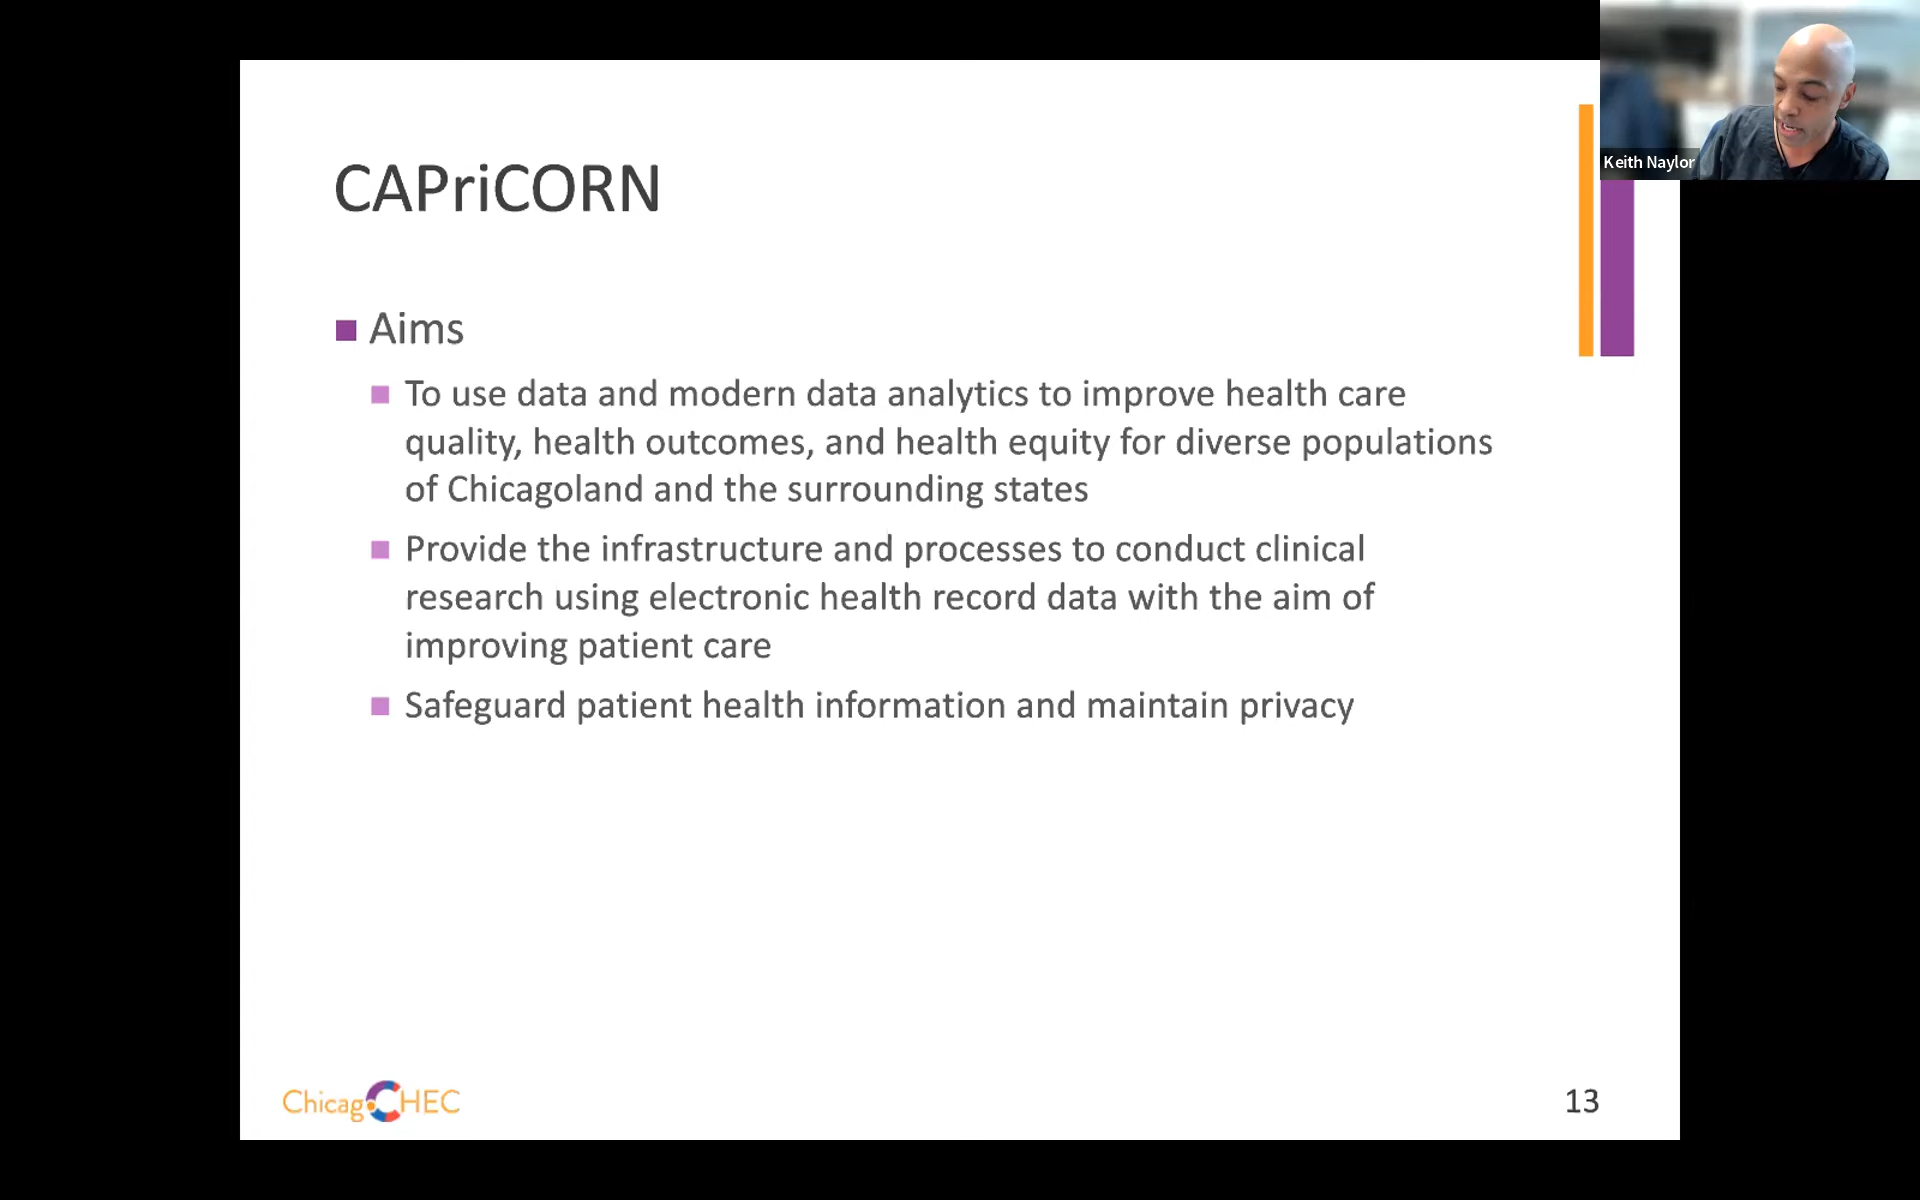 Keith Naylor
CAPriCORN
Aims
To use data and modern data analytics to improve health care
quality, health outcomes, and health equity for diverse populations
of Chicagoland and the surrounding states
Provide the infrastructure and processes to conduct clinical
research using electronic health record data with the aim of
improving patient care
Safeguard patient health information and maintain privacy
ChicagoCHEC
13